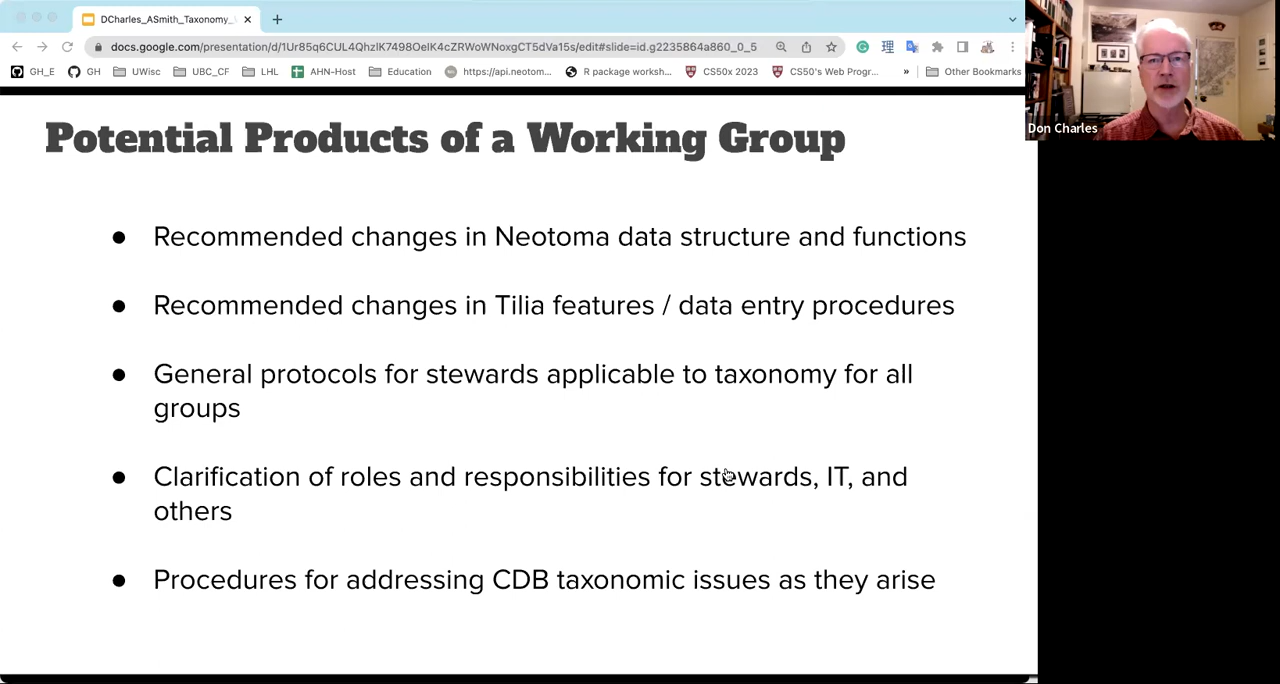 DCharles_ASmith_Taxonomy_
docs.google.com/presentation/d/1Ur85q6CUL4QhzlK7498OeIK4cZRWoWNoxgCT5dVa15s/edit#slide=id.g2235864a860_0_5
GH_E
GH
UWisc
UBC_CF
LHL
AHN-Host
Education
https://api.neotom...
R package worksh...
CS50x 2023
CS50's Web Progr...
»
Other Bookmarks
Don Charles
Potential Products of a Working Group
● Recommended changes in Neotoma data structure and functions
● Recommended changes in Tilia features / data entry procedures
● General protocols for stewards applicable to taxonomy for all
groups
● Clarification of roles and responsibilities for stewards, IT, and
others
● Procedures for addressing CDB taxonomic issues as they arise